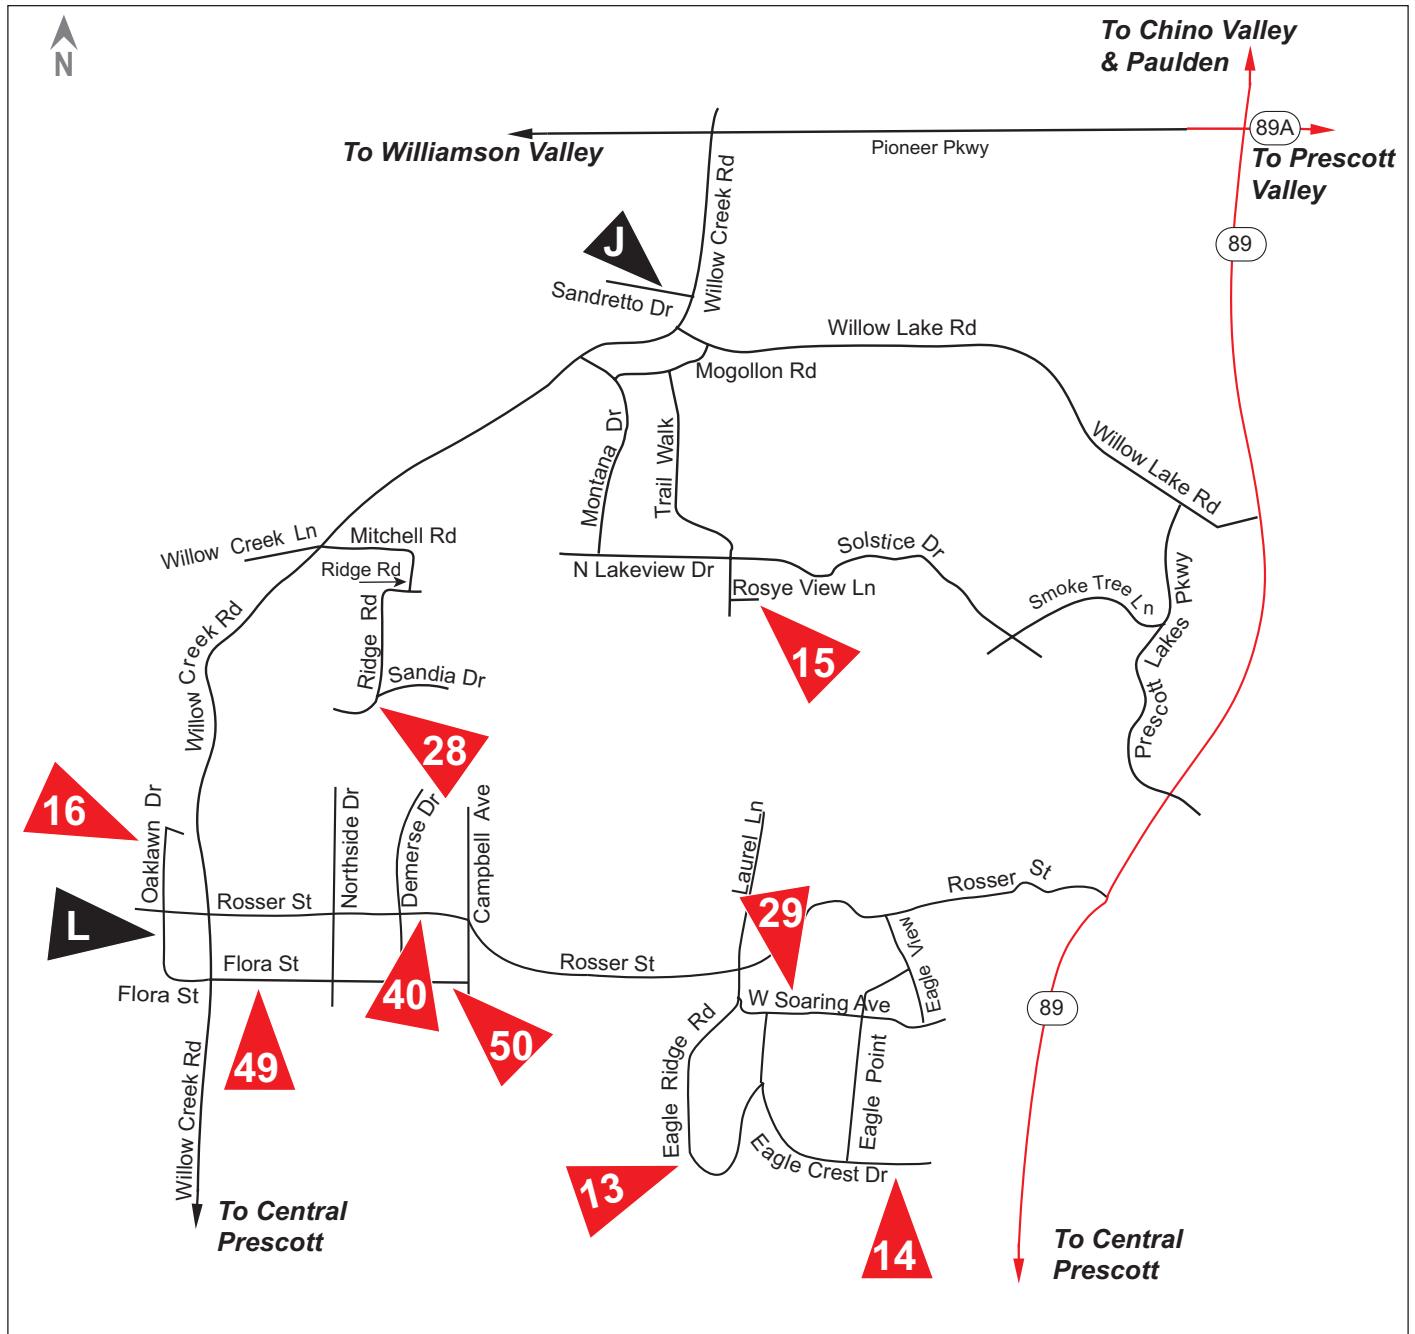 N
To Chino Valley
& Paulden
89A
To Williamson Valley
Pioneer Pkwy
To Prescott
Valley
Willow Creek Rd
89
J
Sandretto Dr
Willow Lake Rd
Mogollon Rd
Montana Dr
Trail Walk
Willow Lake Rd
Willow Creek Ln
Mitchell Rd
Ridge Rd
N Lakeview Dr
Solstice Dr
Rosye View Ln
Smoke Tree Ln
Prescott Lakes Pkwy
Willow Creek Rd
Ridge Rd
Sandia Dr
15
28
16
Oaklawn Dr
Northside Dr
Demerse Dr
Campbell Ave
Laurel Ln
Rosser St
29
Rosser St
L
Eagle View
Flora St
Rosser St
Flora St
40
W Soaring Ave
89
49
50
Eagle Ridge Rd
Eagle Point
Willow Creek Rd
Eagle Crest Dr
13
14
To Central
Prescott
To Central
Prescott